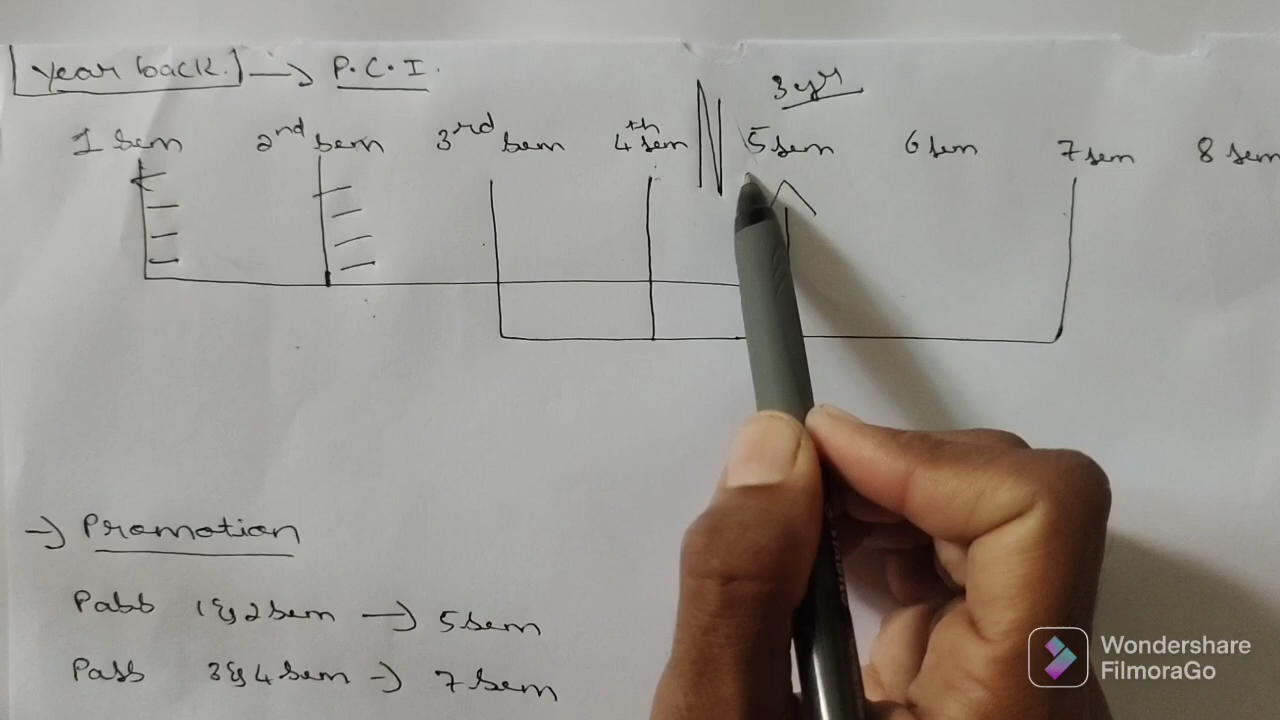 Year back. → P.C.I.
3 yr
1 sem 2nd sem 3rd sem 4th sem 5 sem 6 sem 7 sem 8 sem
→ Promotion
Pass 1 & 2 sem → 5 sem
Pass 3 & 4 sem → 7 sem
Wondershare
FilmoraGo